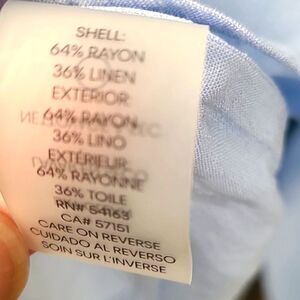 SHELL:
64% RAYON
36% LINEN
EXTERIOR:
64% RAYON
36% LINO
EXTÉRIEUR:
64% RAYONNE
36% TOILE
RN# 54163
CA# 57151
CARE ON REVERSE
CUIDADO AL REVERSO
SOIN SUR L'INVERSE